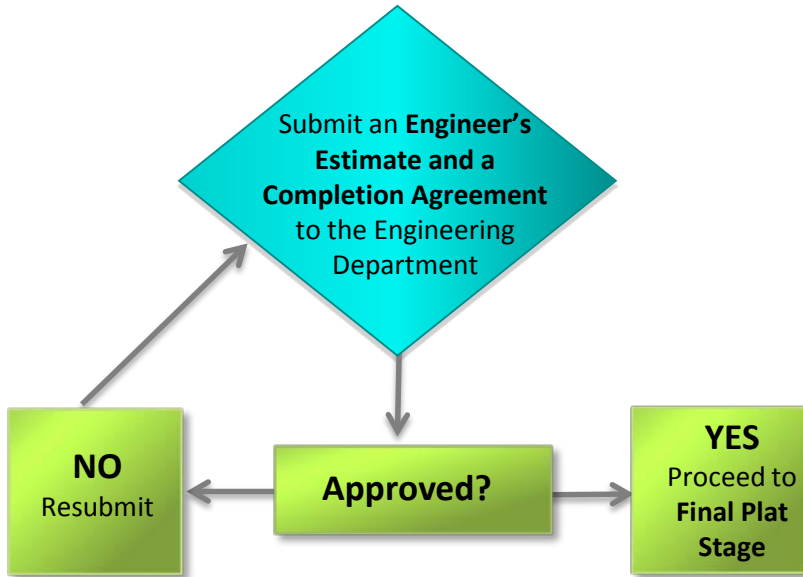 Submit an Engineer’s
Estimate and a
Completion Agreement
to the Engineering
Department
NO
Resubmit
Approved?
YES
Proceed to
Final Plat
Stage